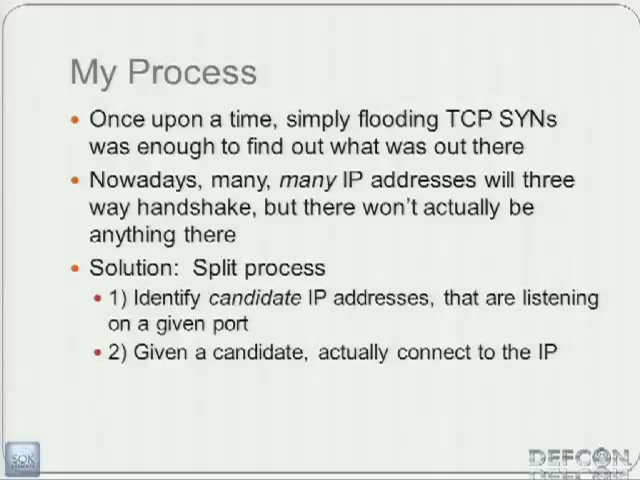 My Process
• Once upon a time, simply flooding TCP SYNs
was enough to find out what was out there
• Nowadays, many, many IP addresses will three
way handshake, but there won't actually be
anything there
• Solution: Split process
• 1) Identify candidate IP addresses, that are listening
on a given port
• 2) Given a candidate, actually connect to the IP
SOK
DEFCON